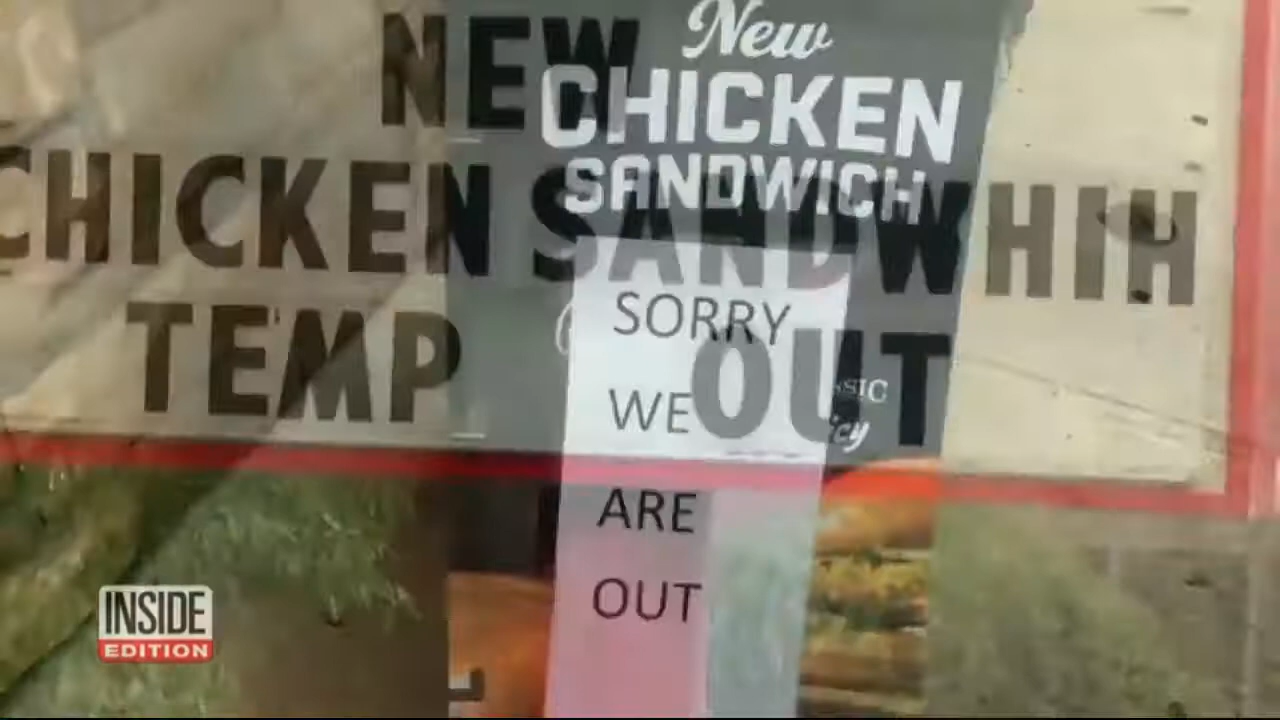 NEW
CHICKEN SANDWHIH
TEMP OUT
New
CHICKEN
SANDWICH
SORRY
WE
ARE
OUT
INSIDE
EDITION